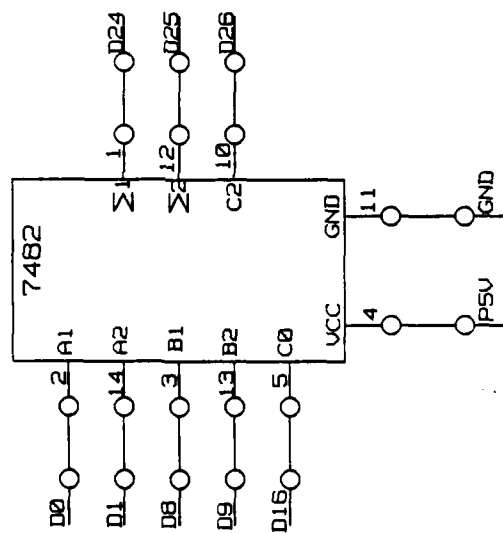 7482
D0 2 A1
D1 14 A2
D8 3 B1
D9 13 B2
D16 5 C0
Σ1 1 D24
Σ2 12 D25
C2 10 D26
VCC 4 P5V
GND 11 GND